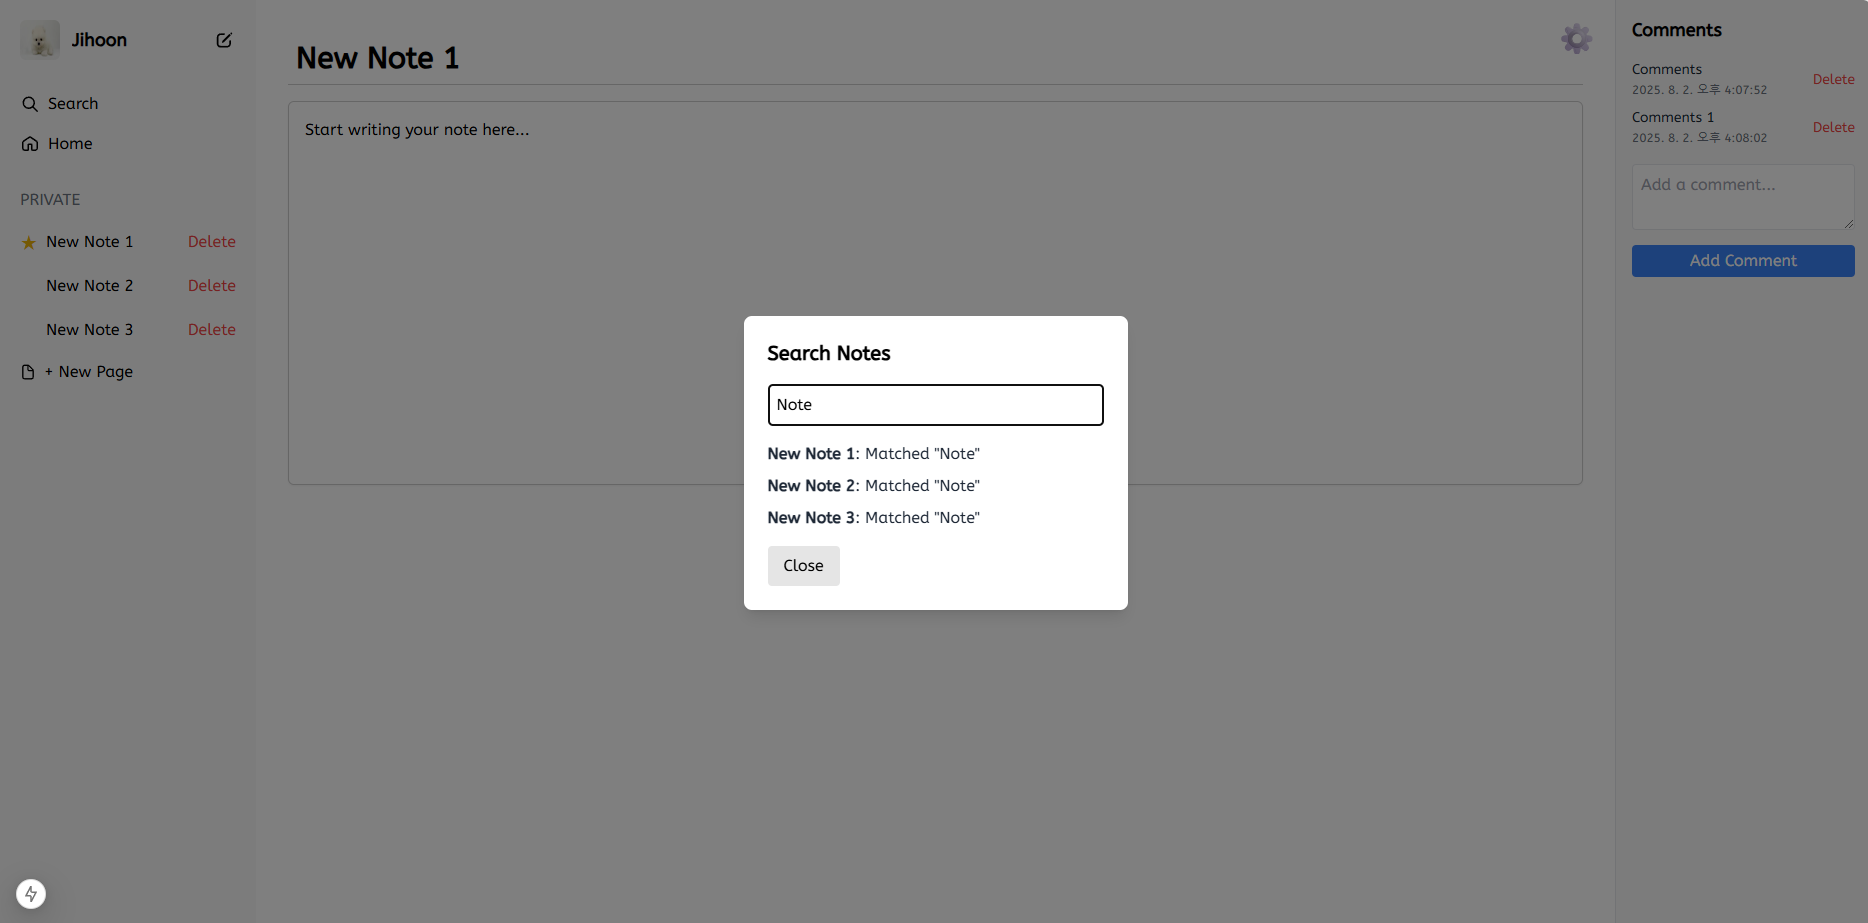 Jihoon
Search
Home
PRIVATE
★ New Note 1 Delete
New Note 2 Delete
New Note 3 Delete
+ New Page
New Note 1
Start writing your note here...
Search Notes
Note
New Note 1: Matched "Note"
New Note 2: Matched "Note"
New Note 3: Matched "Note"
Close
Comments
Comments
2025. 8. 2. 오후 4:07:52
Delete
Comments 1
2025. 8. 2. 오후 4:08:02
Delete
Add a comment...
Add Comment